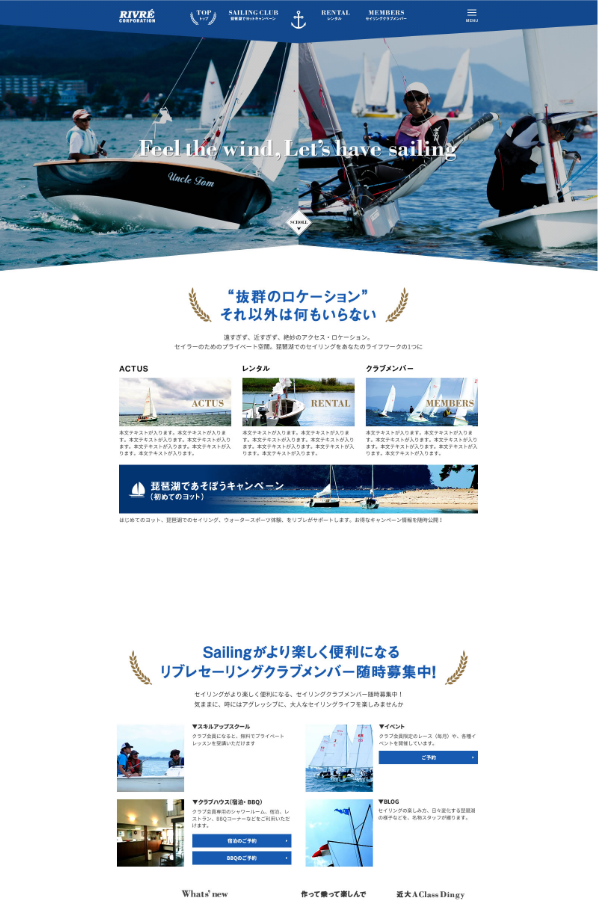 RIVRÉ
CORPORATION
TOP
トップ
SAILING CLUB
琵琶湖でヨットキャンペーン
RENTAL
レンタル
MEMBERS
セイリングクラブメンバー
MENU
Uncle Tom
Feel the wind, Let's have sailing
SCROLL
“抜群のロケーション”
それ以外は何もいらない
遠すぎず、近すぎず、絶妙のアクセス・ロケーション。
セイラーのためのプライベート空間。琵琶湖でのセイリングをあなたのライフワークの1つに
ACTUS
レンタル
クラブメンバー
ACTUS
RENTAL
MEMBERS
本文テキストが入ります。本文テキストが入りま
す。本文テキストが入ります。本文テキストが入り
ます。本文テキストが入ります。本文テキストが入
ります。本文テキストが入ります。
本文テキストが入ります。本文テキストが入りま
す。本文テキストが入ります。本文テキストが入り
ます。本文テキストが入ります。本文テキストが入
ります。本文テキストが入ります。
本文テキストが入ります。本文テキストが入りま
す。本文テキストが入ります。本文テキストが入り
ます。本文テキストが入ります。本文テキストが入
ります。本文テキストが入ります。
琵琶湖であそぼうキャンペーン
(初めてのヨット)
はじめてのヨット、琵琶湖でのセイリング、ウォータースポーツ体験、をリブレがサポートします。お得なキャンペーン情報を随時公開！
Sailingがより楽しく便利になる
リブレセーリングクラブメンバー随時募集中!
セイリングがより楽しく便利になる、セイリングクラブメンバー随時募集中！
気ままに、時にはアグレッシブに、大人なセイリングライフを楽しみませんか
▼スキルアップスクール
クラブ会員になると、無料でプライベート
レッスンを受講いただけます
▼イベント
クラブ会員限定のレース（毎月）や、各種イ
ベントを開催しています。
ご予約
▼クラブハウス(宿泊・BBQ)
クラブ会員専用のシャワールーム、宿泊、レ
ストラン、BBQコーナーなどをご利用いただ
けます。
宿泊のご予約
BBQのご予約
▼BLOG
セイリングの楽しみ方、日々変化する琵琶湖
の様子などを、名物スタッフが綴ります。
Whats' new
作って乗って楽しんで
近大 A Class Dingy